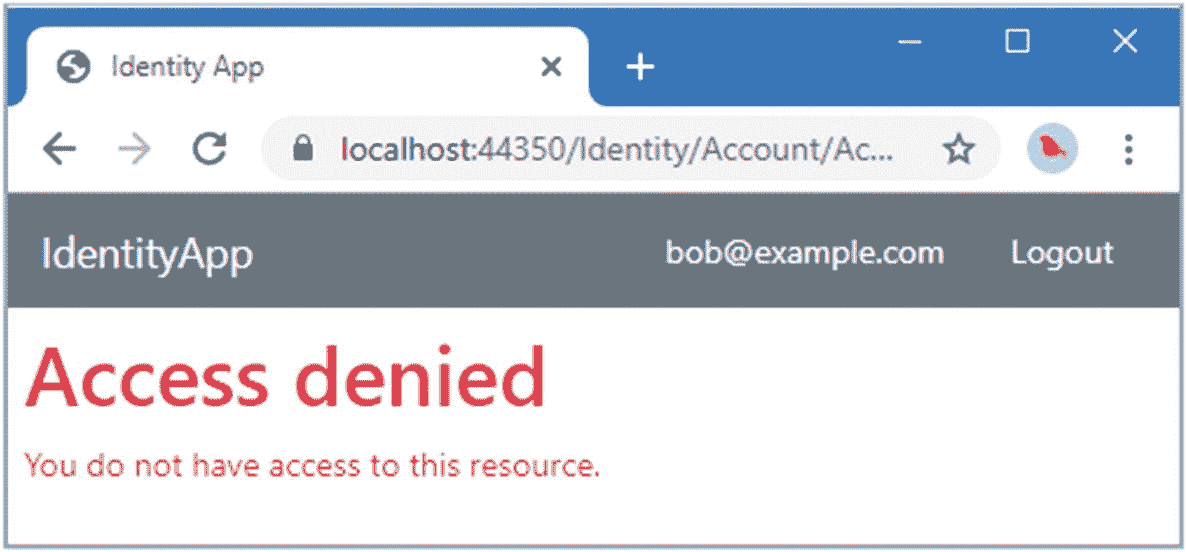 Identity App
localhost:44350/Identity/Account/Ac...
IdentityApp bob@example.com Logout
Access denied
You do not have access to this resource.